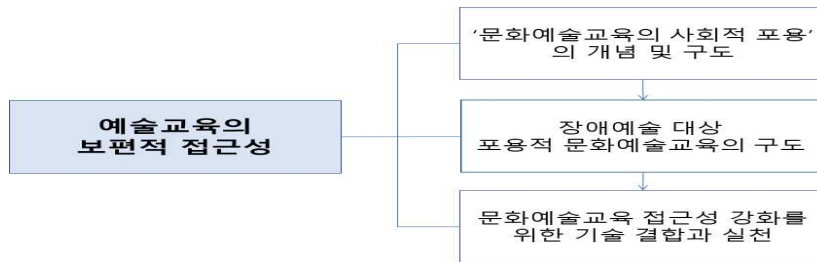 예술교육의
보편적 접근성
‘문화예술교육의 사회적 포용’
의 개념 및 구도
장애예술 대상
포용적 문화예술교육의 구도
문화예술교육 접근성 강화를
위한 기술 결합과 실천